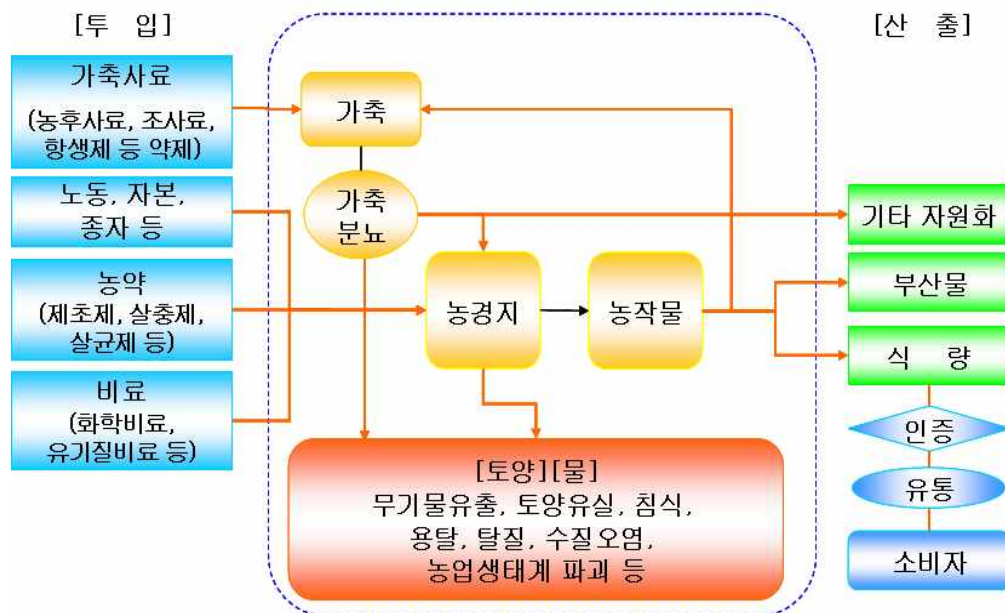 [투 입]
[산 출]
가축사료
(농후사료, 조사료,
항생제 등 약제)
노동, 자본,
종자 등
농약
(제초제, 살충제,
살균제 등)
비료
(화학비료,
유기질비료 등)
가축
가축
분뇨
농경지
농작물
[토양][물]
무기물유출, 토양유실, 침식,
용탈, 탈질, 수질오염,
농업생태계 파괴 등
기타 자원화
부산물
식 량
인증
유통
소비자